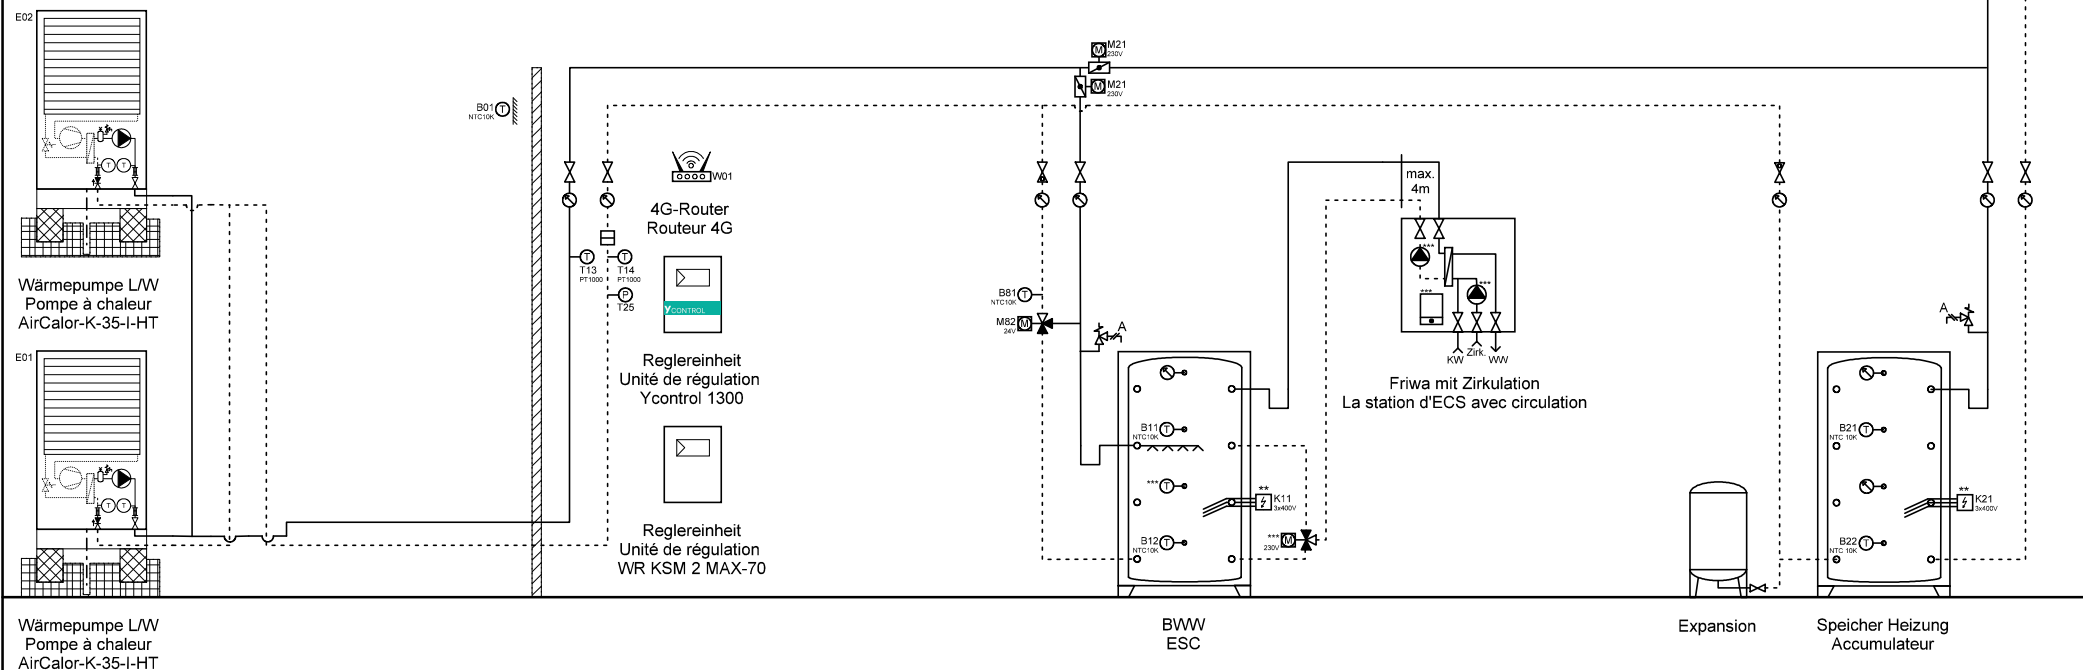 E02
Wärmepumpe L/W
Pompe à chaleur
AirCalor-K-35-I-HT
E01
Wärmepumpe L/W
Pompe à chaleur
AirCalor-K-35-I-HT
B01
NTC10K
T
T
T
T
T
W01
4G-Router
Routeur 4G
T
T13
PT1000
T
T14
PT1000
P
T25
YCONTROL
Reglereinheit
Unité de régulation
Ycontrol 1300
Reglereinheit
Unité de régulation
WR KSM 2 MAX-70
M
M21
230V
M
M21
230V
B81
NTC10K
T
M82
24V
M
A
B11
NTC10K
T
***
T
B12
NTC10K
T
**
K11
3x400V
***
230V
M
BWW
ESC
max.
4m
***
***
***
KW
Zirk.
WW
Friwa mit Zirkulation
La station d'ECS avec circulation
Expansion
A
B21
NTC 10K
T
B22
NTC 10K
T
**
K21
3x400V
Speicher Heizung
Accumulateur